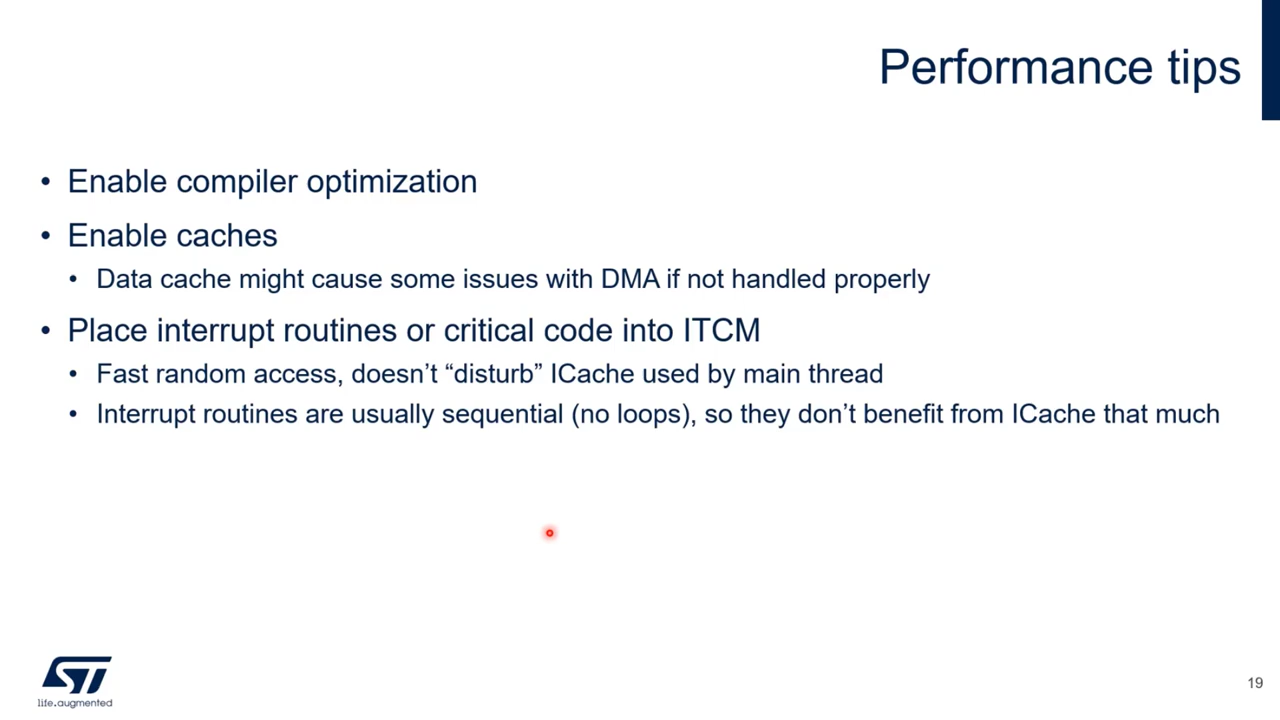 Performance tips
• Enable compiler optimization
• Enable caches
• Data cache might cause some issues with DMA if not handled properly
• Place interrupt routines or critical code into ITCM
• Fast random access, doesn’t “disturb” ICache used by main thread
• Interrupt routines are usually sequential (no loops), so they don’t benefit from ICache that much
ST
life.augmented
19